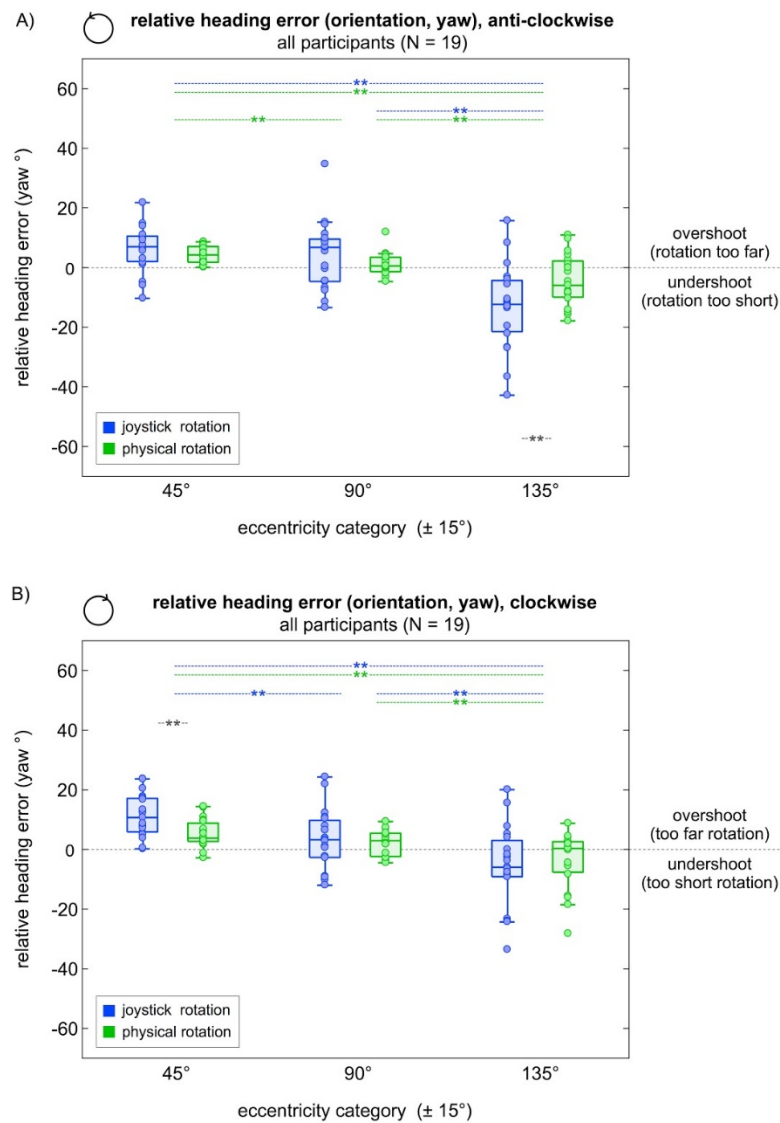 A)
relative heading error (orientation, yaw), anti-clockwise
all participants (N = 19)
relative heading error (yaw °)
60
40
20
0
-20
-40
-60
**
**
**
**
**
**
overshoot
(rotation too far)
undershoot
(rotation too short)
joystick rotation
physical rotation
45°
90°
135°
eccentricity category (± 15°)
B)
relative heading error (orientation, yaw), clockwise
all participants (N = 19)
relative heading error (yaw °)
60
40
20
0
-20
-40
-60
**
**
**
**
**
**
overshoot
(too far rotation)
undershoot
(too short rotation)
joystick rotation
physical rotation
45°
90°
135°
eccentricity category (± 15°)